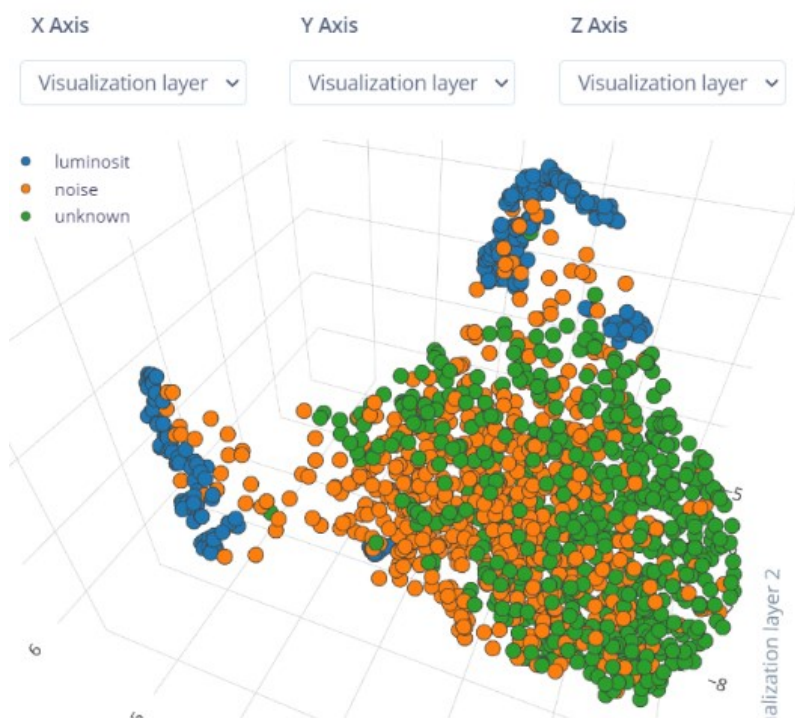 X Axis Y Axis Z Axis
Visualization layer Visualization layer Visualization layer
luminosit
noise
unknown
−5
alization layer 2
6
−8